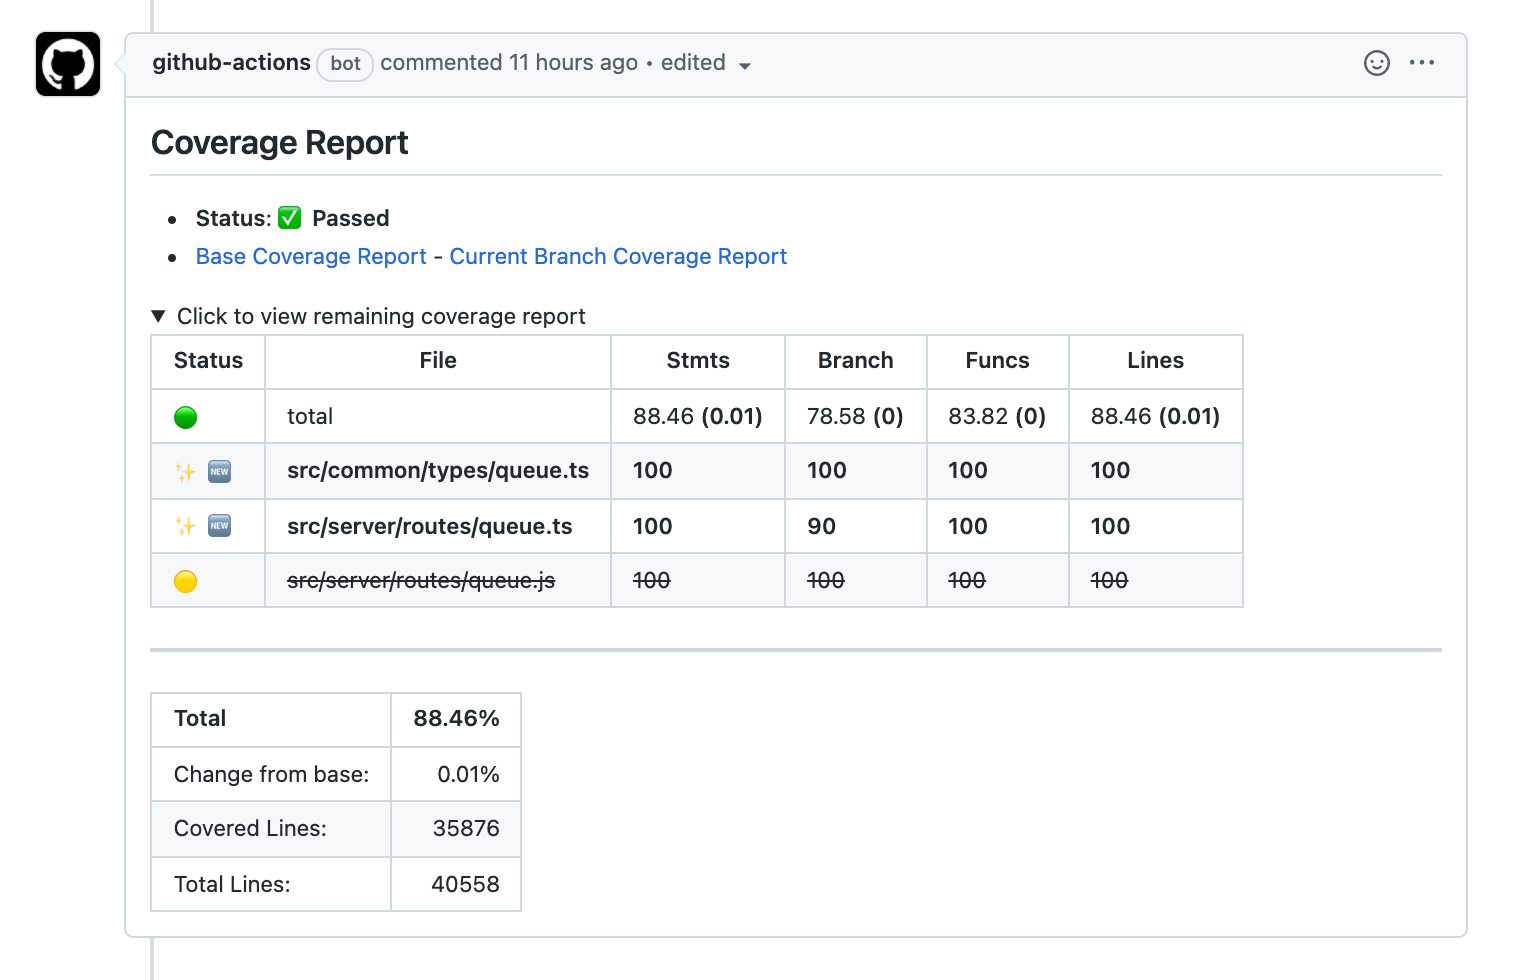 github-actions bot commented 11 hours ago • edited
Coverage Report
• Status: ✅ Passed
• Base Coverage Report - Current Branch Coverage Report
▼ Click to view remaining coverage report
Status File Stmts Branch Funcs Lines
🟢 total 88.46 (0.01) 78.58 (0) 83.82 (0) 88.46 (0.01)
✨ 🆕 src/common/types/queue.ts 100 100 100 100
✨ 🆕 src/server/routes/queue.ts 100 90 100 100
🟡 src/server/routes/queue.js 100 100 100 100
Total 88.46%
Change from base: 0.01%
Covered Lines: 35876
Total Lines: 40558